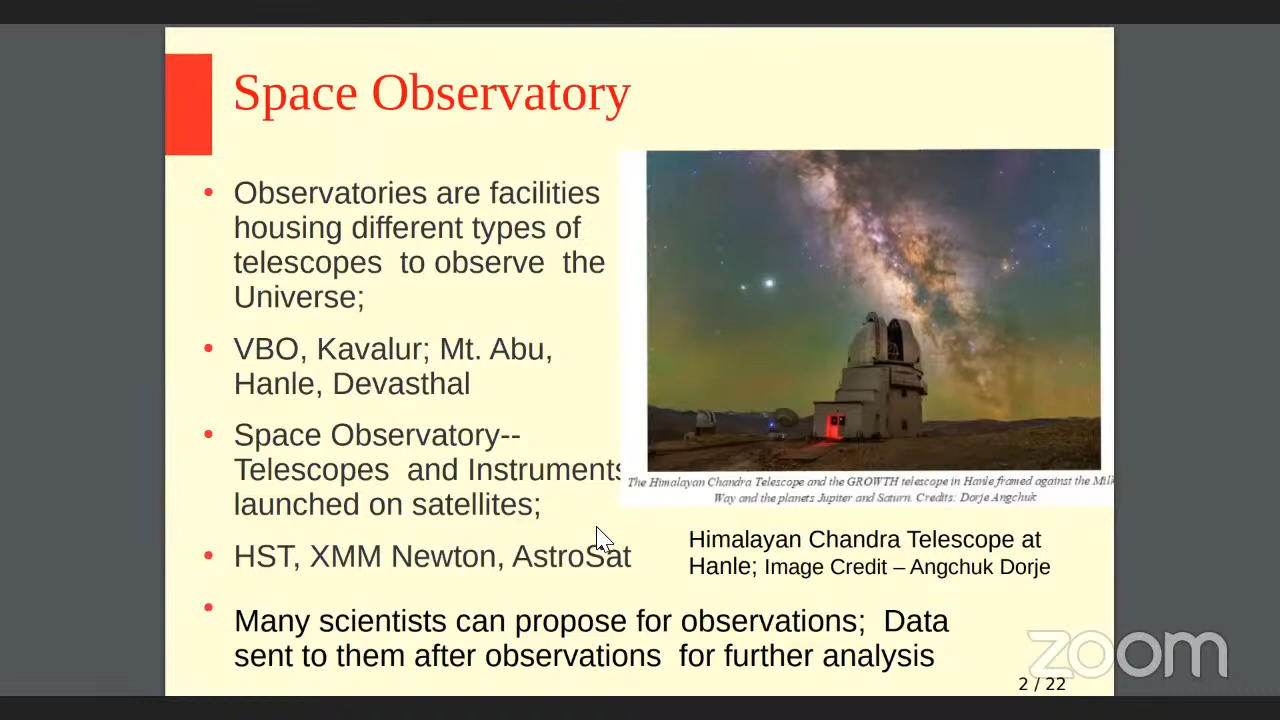 Space Observatory
Observatories are facilities
housing different types of
telescopes to observe the
Universe;
VBO, Kavalur; Mt. Abu,
Hanle, Devasthal
Space Observatory--
Telescopes and Instruments
launched on satellites;
HST, XMM Newton, AstroSat
Many scientists can propose for observations; Data
sent to them after observations for further analysis
The Himalayan Chandra Telescope and the GROWTH telescope in Hanle framed against the Milk
Way and the planets Jupiter and Saturn. Credits: Dorje Angchuk
Himalayan Chandra Telescope at
Hanle; Image Credit – Angchuk Dorje
zoom
2 / 22